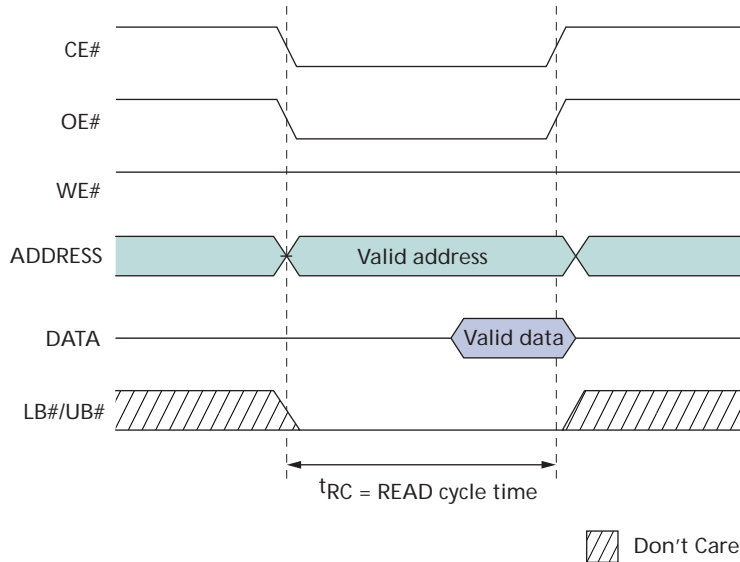 CE#
OE#
WE#
ADDRESS
Valid address
DATA
Valid data
LB#/UB#
tRC = READ cycle time
Don't Care